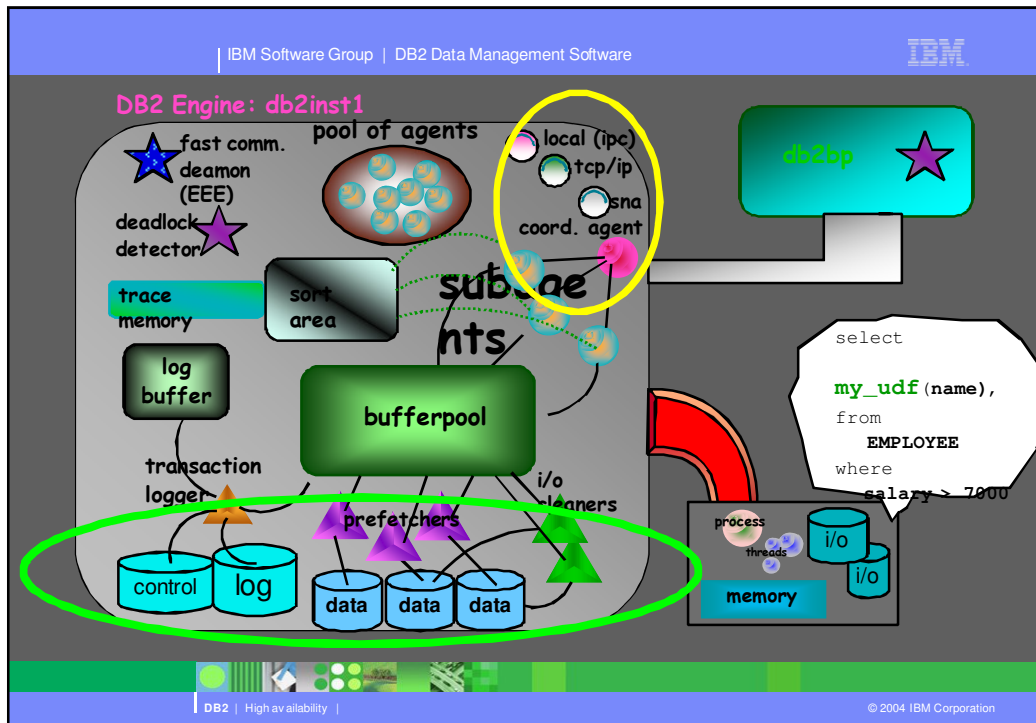 IBM Software Group | DB2 Data Management Software
IBM
DB2 Engine: db2inst1
fast comm.
deamon
(EEE)
deadlock
detector
pool of agents
local (ipc)
tcp/ip
sna
coord. agent
db2bp
trace
memory
sort
area
subage
nts
log
buffer
bufferpool
select
my_udf(name),
from
EMPLOYEE
where
salary > 7000
transaction
logger
i/o
cleaners
prefetchers
control
log
data
data
data
process
threads
i/o
i/o
memory
DB2 | High availability |
© 2004 IBM Corporation